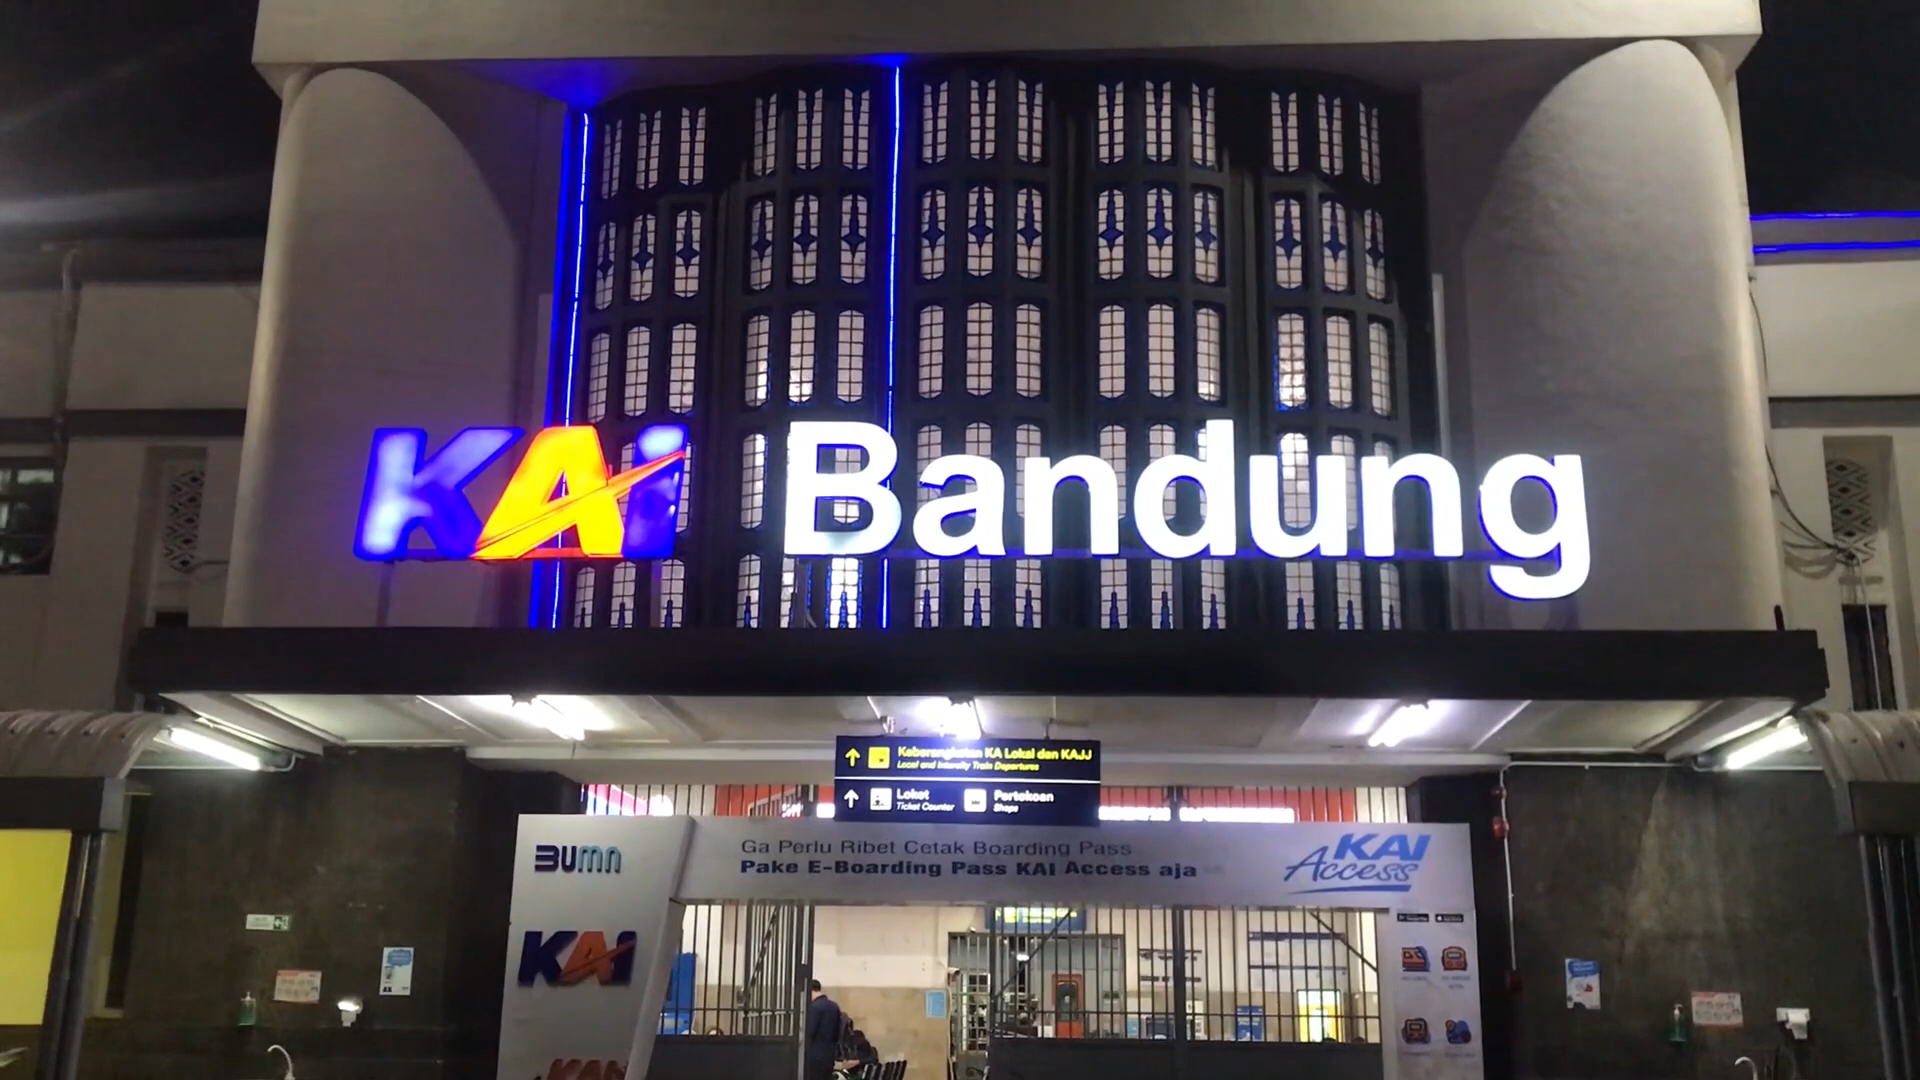 KAI Bandung
Keberangkatan KA Lokal dan KAJJ
Local and Intercity Train Departures
Loket
Ticket Counter
Pertokoan
Shops
BUMN
Ga Perlu Ribet Cetak Boarding Pass
Pake E-Boarding Pass KAI Access aja
KAI
Access
KAI
KAI